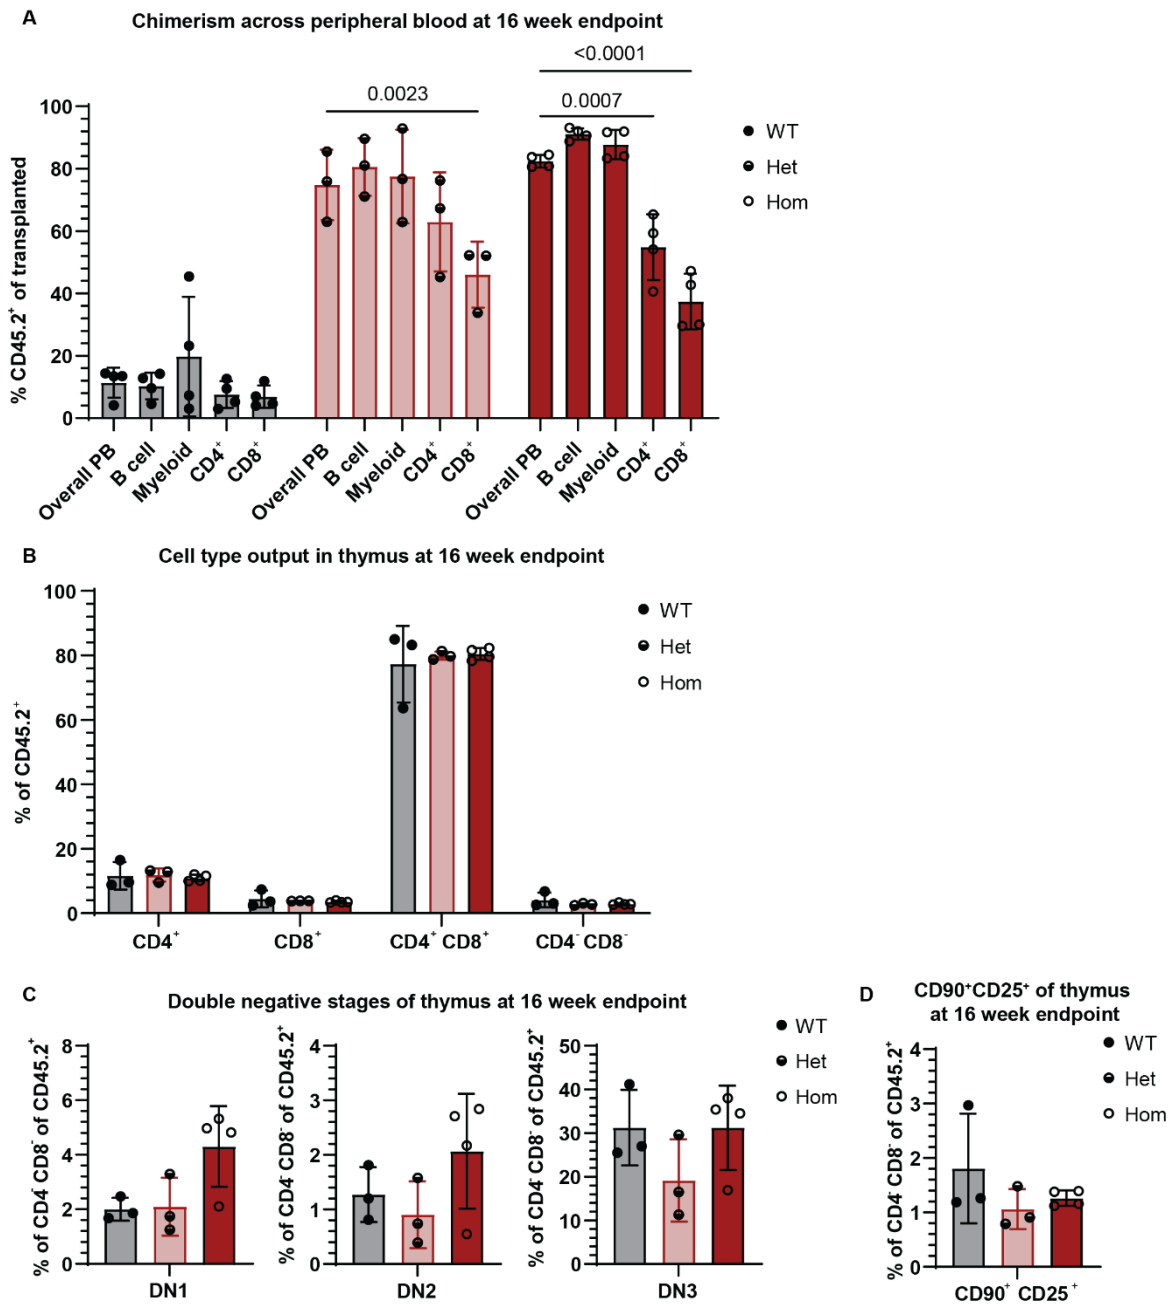 A
Chimerism across peripheral blood at 16 week endpoint
<0.0001
0.0023
0.0007
% CD45.2⁺ of transplanted
100
80
60
40
20
0
WT
Het
Hom
Overall PB
B cell
Myeloid
CD4⁺
CD8⁺
Overall PB
B cell
Myeloid
CD4⁺
CD8⁺
Overall PB
B cell
Myeloid
CD4⁺
CD8⁺
B
Cell type output in thymus at 16 week endpoint
% of CD45.2⁺
100
80
60
40
20
0
WT
Het
Hom
CD4⁺
CD8⁺
CD4⁺ CD8⁺
CD4⁻ CD8⁻
C
Double negative stages of thymus at 16 week endpoint
% of CD4⁻ CD8⁻ of CD45.2⁺
8
6
4
2
0
DN1
% of CD4⁻ CD8⁻ of CD45.2⁺
4
3
2
1
0
DN2
% of CD4⁻ CD8⁻ of CD45.2⁺
50
40
30
20
10
0
DN3
WT
Het
Hom
D
CD90⁺CD25⁺ of thymus
at 16 week endpoint
% of CD4⁻ CD8⁻ of CD45.2⁺
4
3
2
1
0
WT
Het
Hom
CD90⁺ CD25⁺